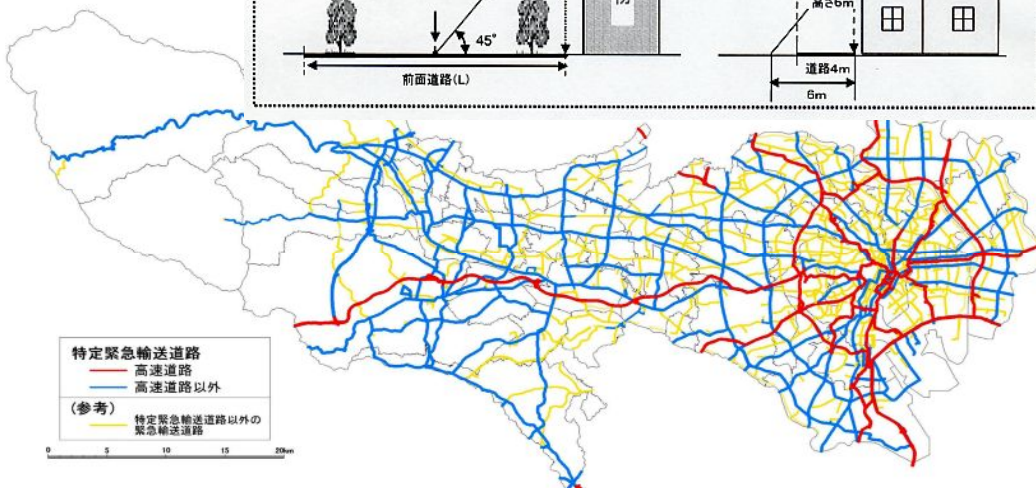 高さ6m
45°
前面道路(L)
道路4m
6m
特定緊急輸送道路
高速道路
高速道路以外
(参考)
特定緊急輸送道路以外の
緊急輸送道路
0 5 10 15 20km